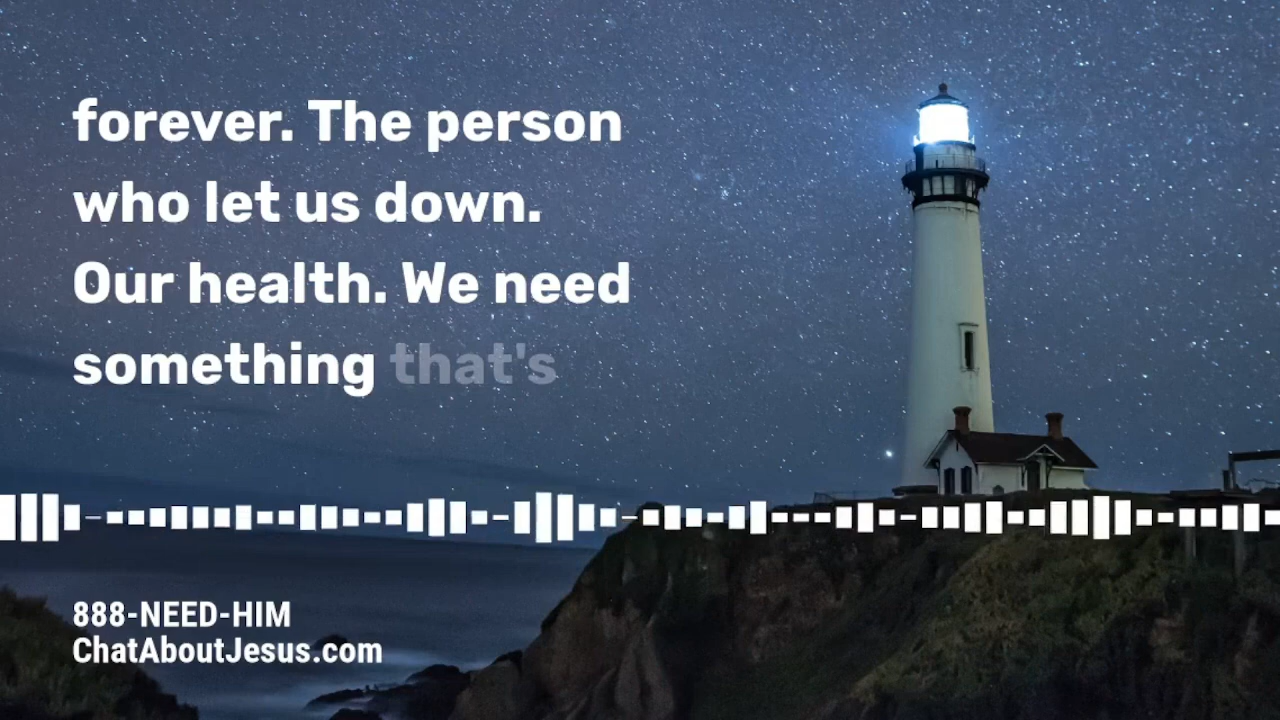 forever. The person
who let us down.
Our health. We need
something that's
888-NEED-HIM
ChatAboutJesus.com